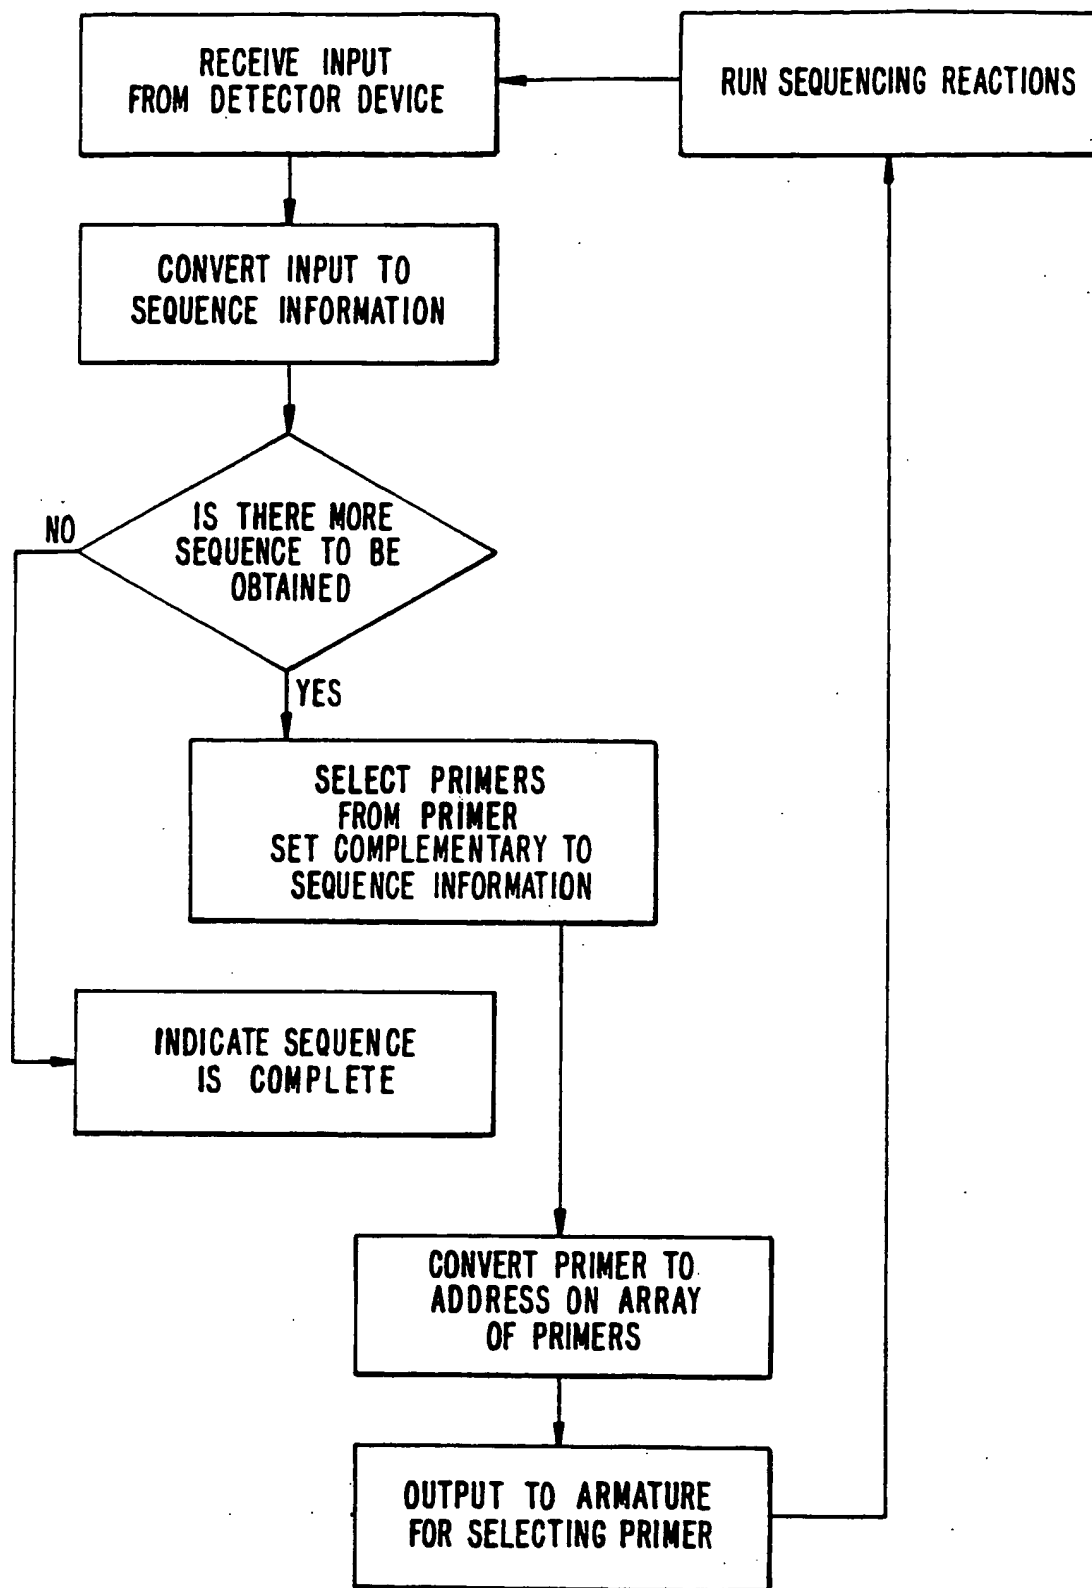 RECEIVE INPUT
FROM DETECTOR DEVICE
RUN SEQUENCING REACTIONS
CONVERT INPUT TO
SEQUENCE INFORMATION
IS THERE MORE
SEQUENCE TO BE
OBTAINED
NO
YES
SELECT PRIMERS
FROM PRIMER
SET COMPLEMENTARY TO
SEQUENCE INFORMATION
INDICATE SEQUENCE
IS COMPLETE
CONVERT PRIMER TO
ADDRESS ON ARRAY
OF PRIMERS
OUTPUT TO ARMATURE
FOR SELECTING PRIMER